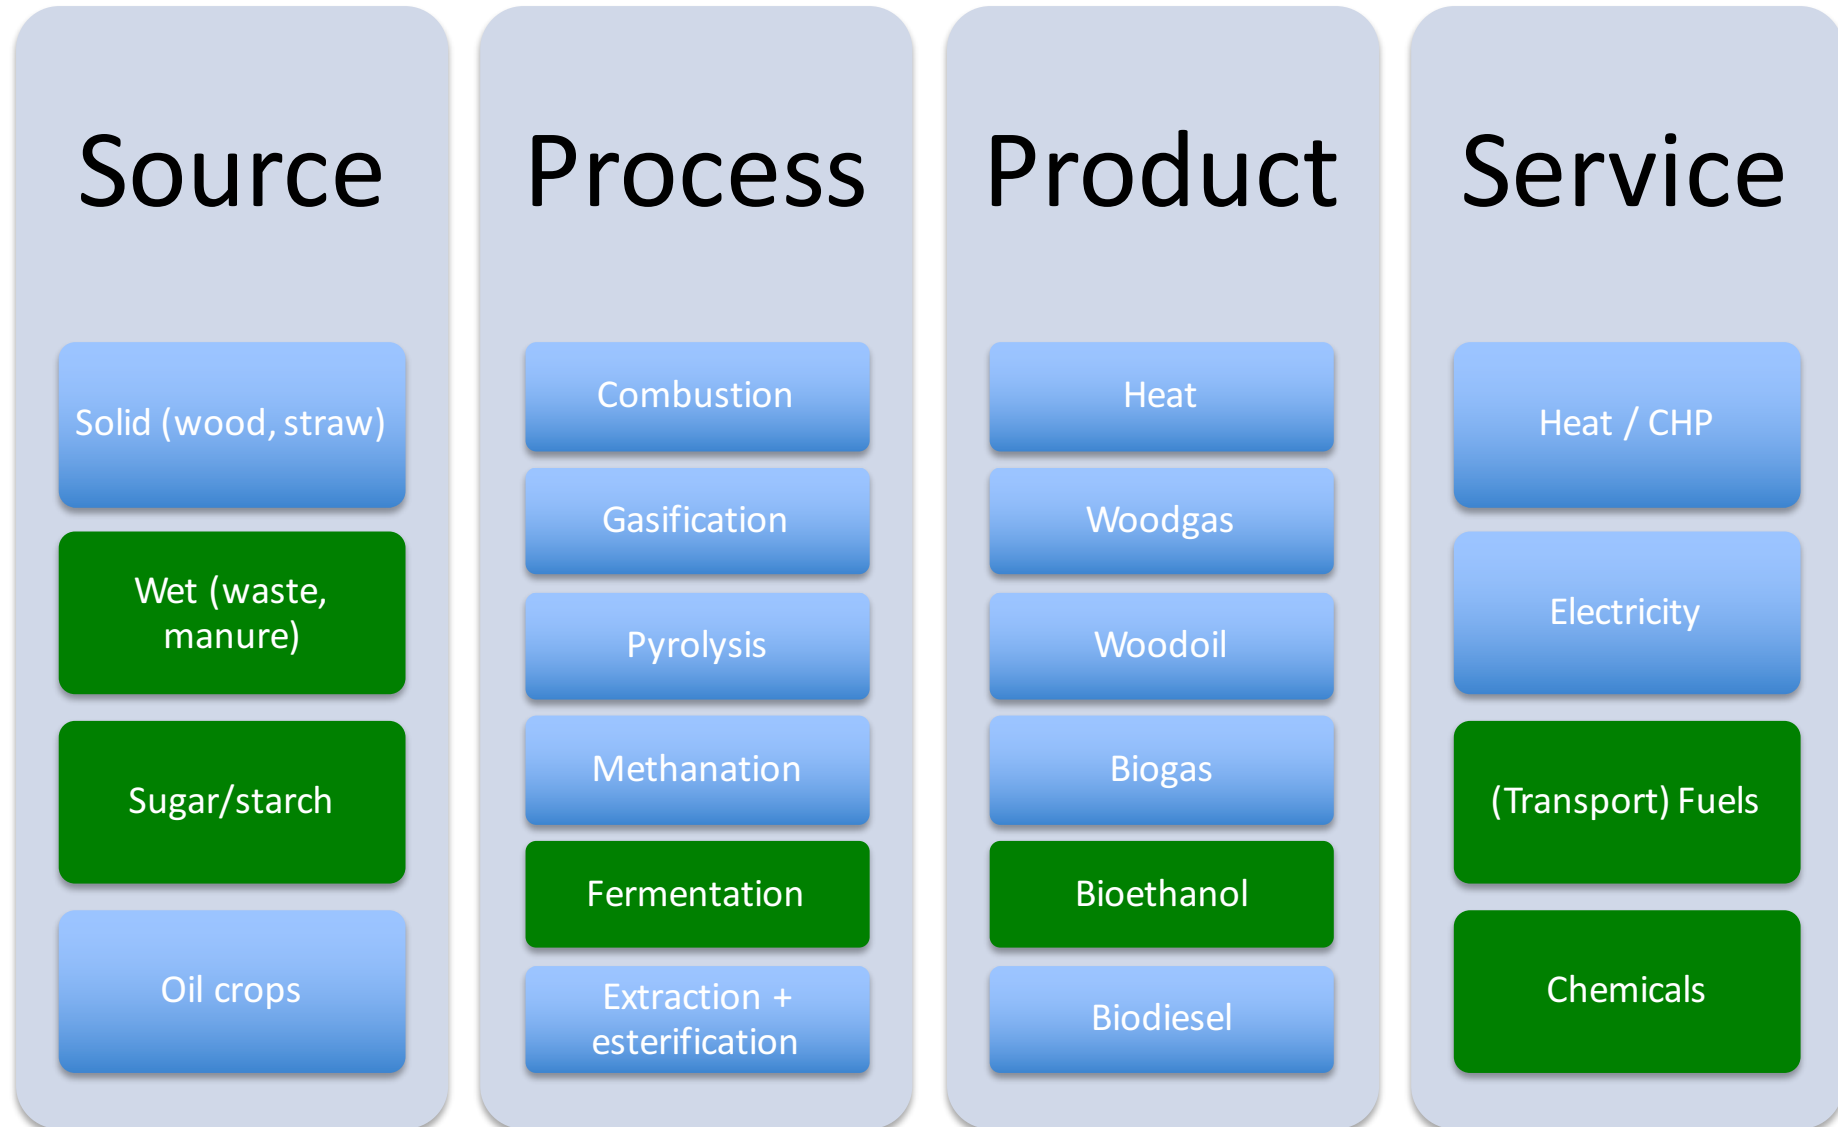 Source
Solid (wood, straw)
Wet (waste,
manure)
Sugar/starch
Oil crops
Process
Combustion
Gasification
Pyrolysis
Methanation
Fermentation
Extraction +
esterification
Product
Heat
Woodgas
Woodoil
Biogas
Bioethanol
Biodiesel
Service
Heat / CHP
Electricity
(Transport) Fuels
Chemicals